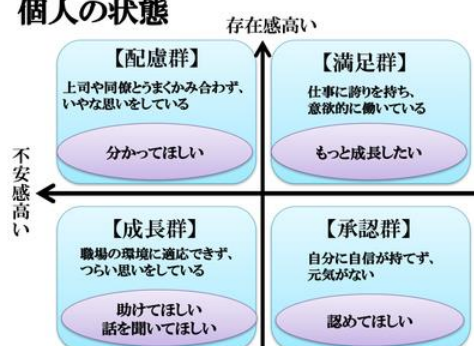 個人の状態
存在感高い
【配慮群】
上司や同僚とうまくかみ合わず、
いやな思いをしている
分かってほしい
【満足群】
仕事に誇りを持ち、
意欲的に働いている
もっと成長したい
不安感高い
【成長群】
職場の環境に適応できず、
つらい思いをしている
助けてほしい
話を聞いてほしい
【承認群】
自分に自信が持てず、
元気がない
認めてほしい